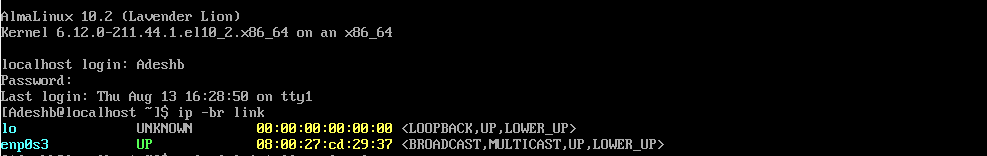 AlmaLinux 10.2 (Lavender Lion)
Kernel 6.12.0-211.44.1.el10_2.x86_64 on an x86_64
localhost login: Adeshb
Password:
Last login: Thu Aug 13 16:28:50 on tty1
[Adeshb@localhost ~]$ ip -br link
lo UNKNOWN 00:00:00:00:00:00 <LOOPBACK,UP,LOWER_UP>
enp0s3 UP 08:00:27:cd:29:37 <BROADCAST,MULTICAST,UP,LOWER_UP>